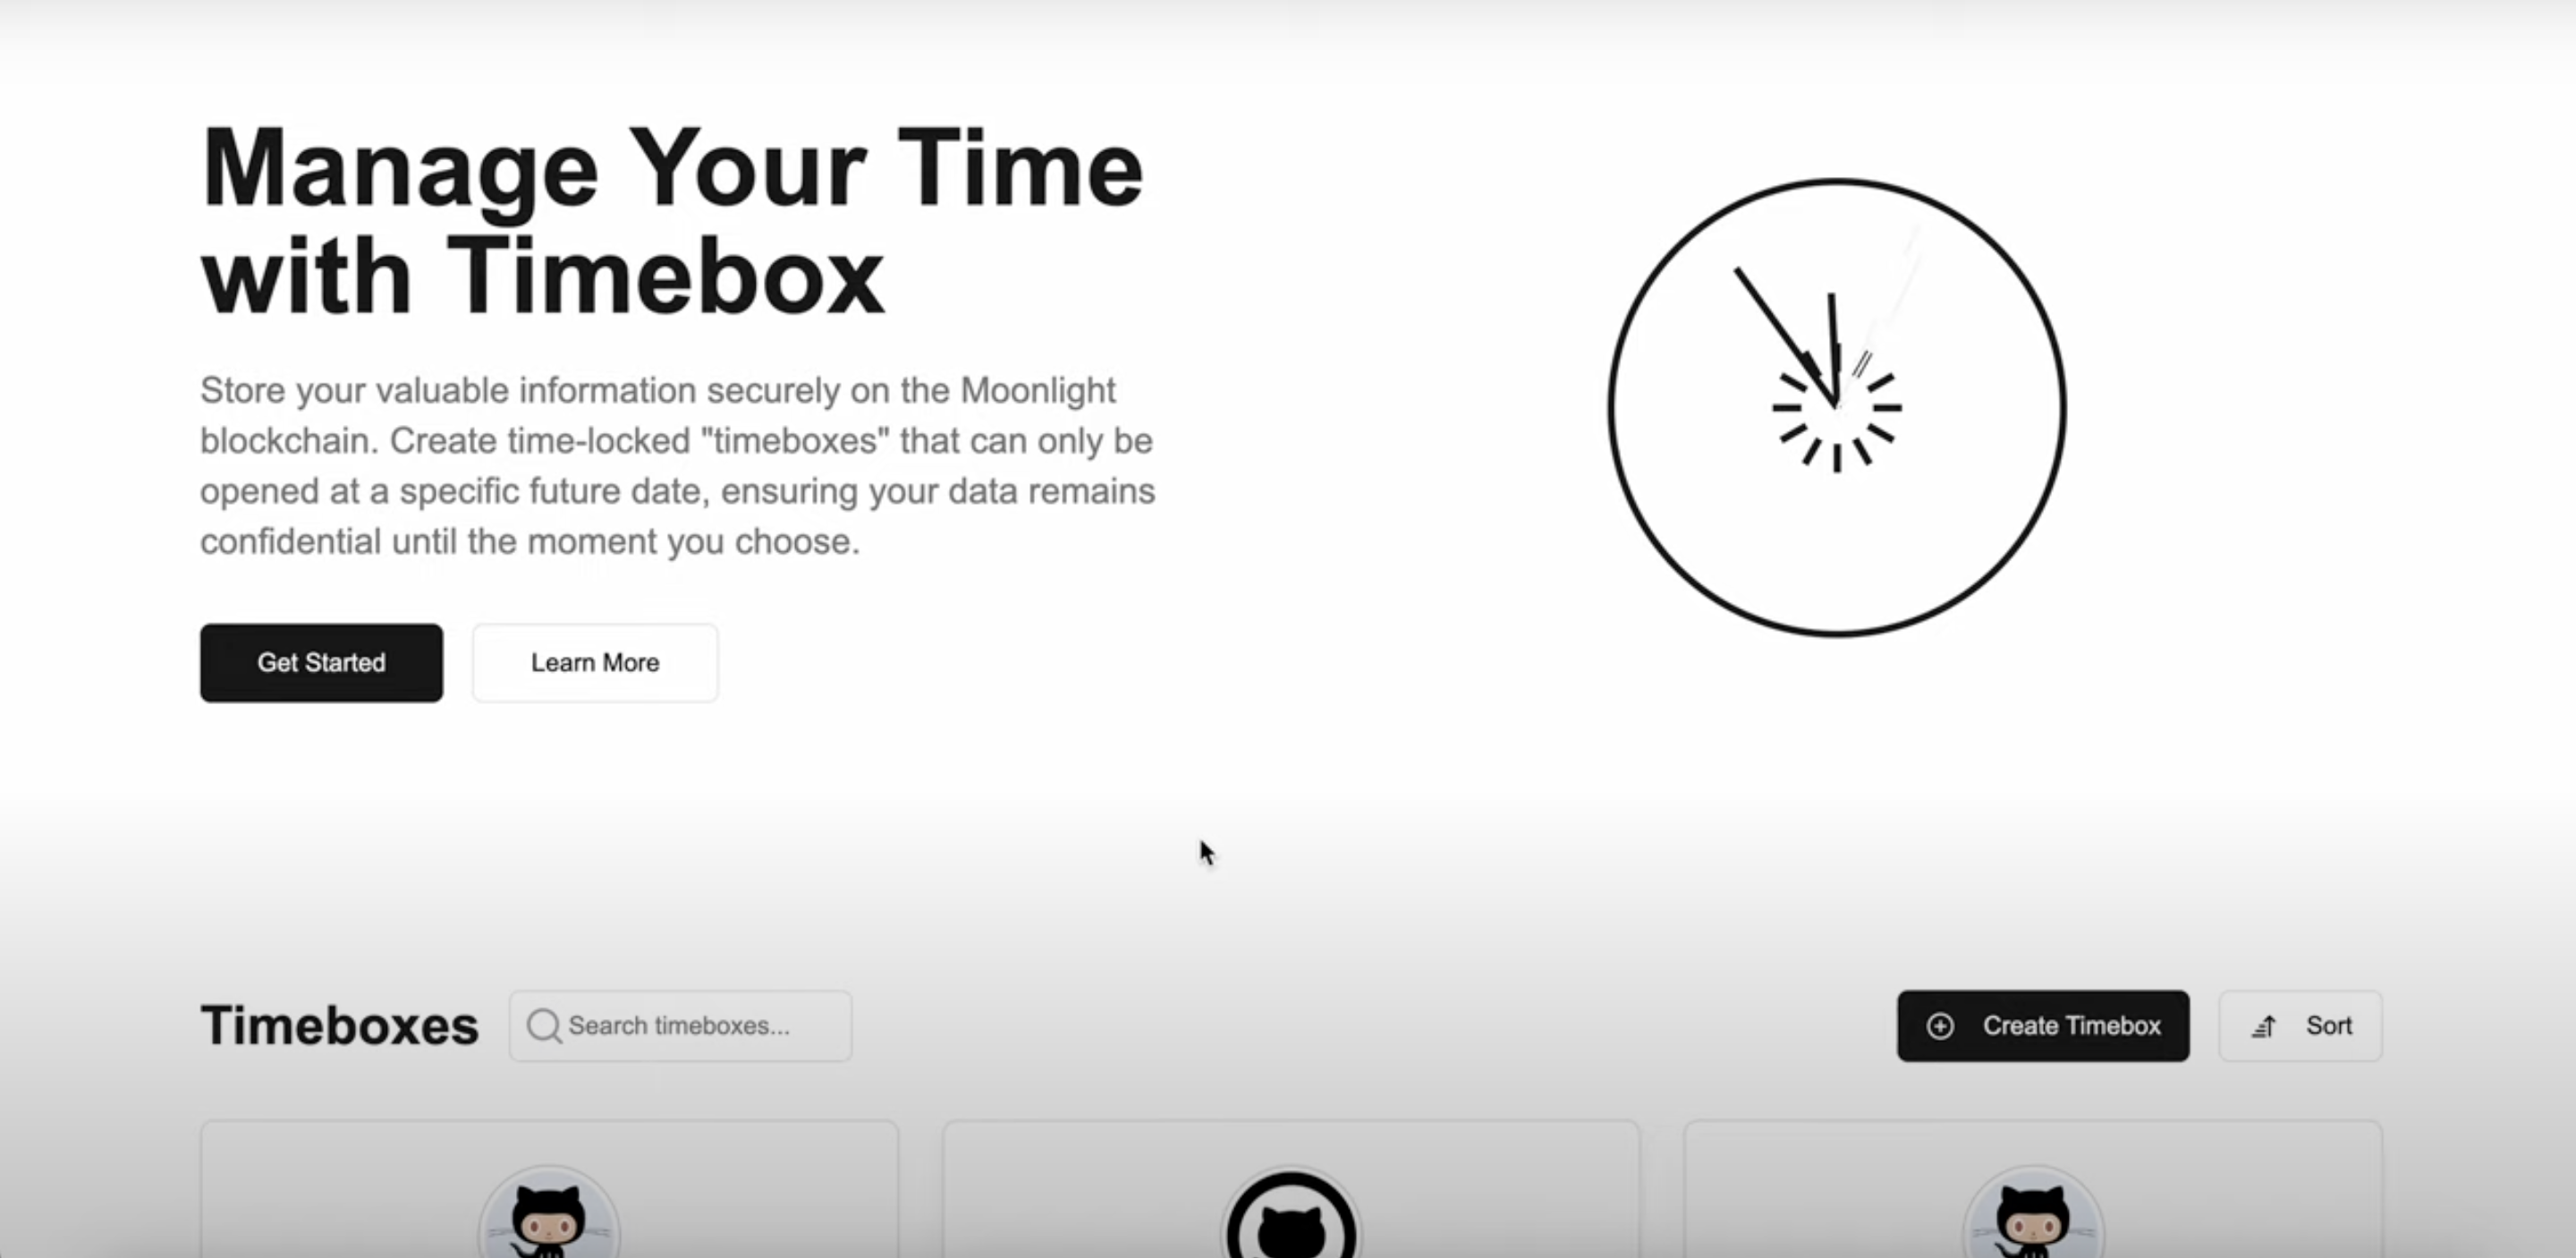 Manage Your Time
with Timebox
Store your valuable information securely on the Moonlight
blockchain. Create time-locked "timeboxes" that can only be
opened at a specific future date, ensuring your data remains
confidential until the moment you choose.
Get Started
Learn More
Timeboxes
Search timeboxes...
Create Timebox
Sort